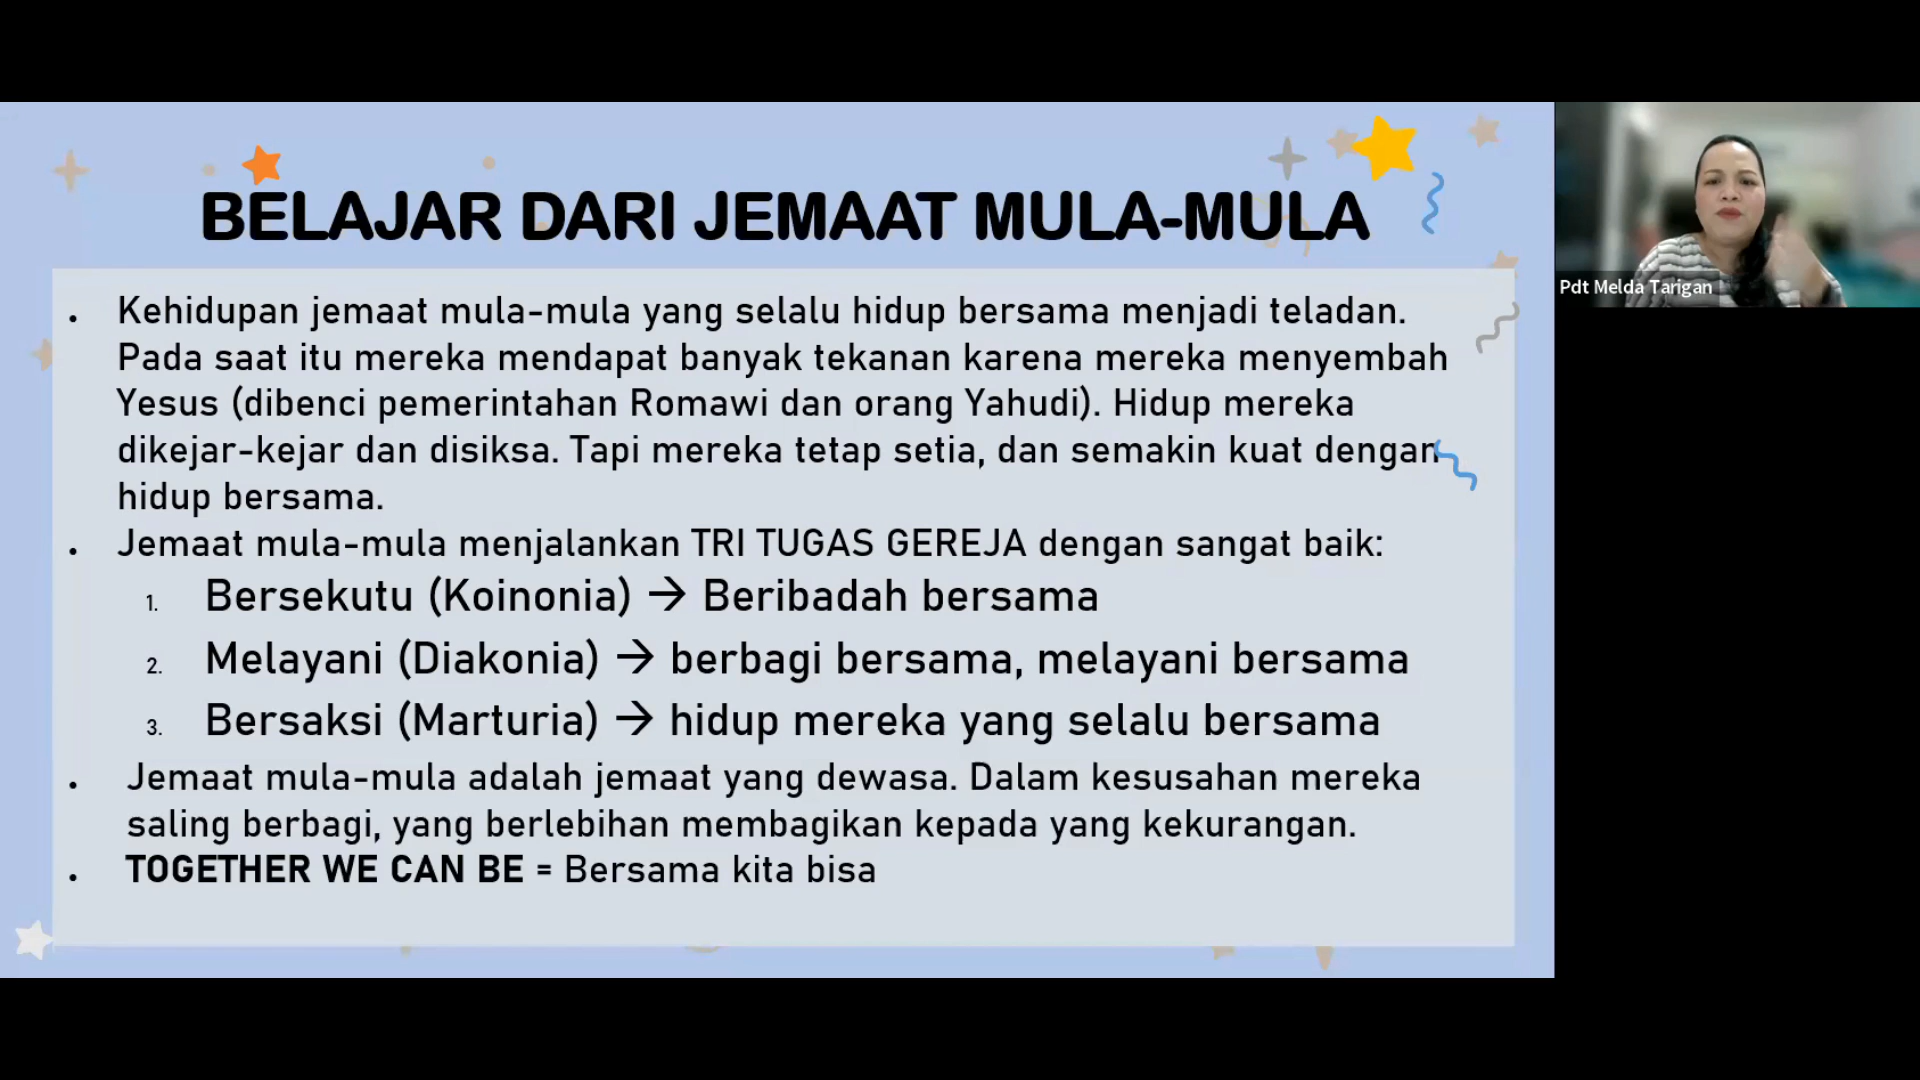 BELAJAR DARI JEMAAT MULA-MULA
• Kehidupan jemaat mula-mula yang selalu hidup bersama menjadi teladan.
Pada saat itu mereka mendapat banyak tekanan karena mereka menyembah
Yesus (dibenci pemerintahan Romawi dan orang Yahudi). Hidup mereka
dikejar-kejar dan disiksa. Tapi mereka tetap setia, dan semakin kuat dengan
hidup bersama.
• Jemaat mula-mula menjalankan TRI TUGAS GEREJA dengan sangat baik:
1. Bersekutu (Koinonia) → Beribadah bersama
2. Melayani (Diakonia) → berbagi bersama, melayani bersama
3. Bersaksi (Marturia) → hidup mereka yang selalu bersama
• Jemaat mula-mula adalah jemaat yang dewasa. Dalam kesusahan mereka
saling berbagi, yang berlebihan membagikan kepada yang kekurangan.
• TOGETHER WE CAN BE = Bersama kita bisa
Pdt Melda Tarigan